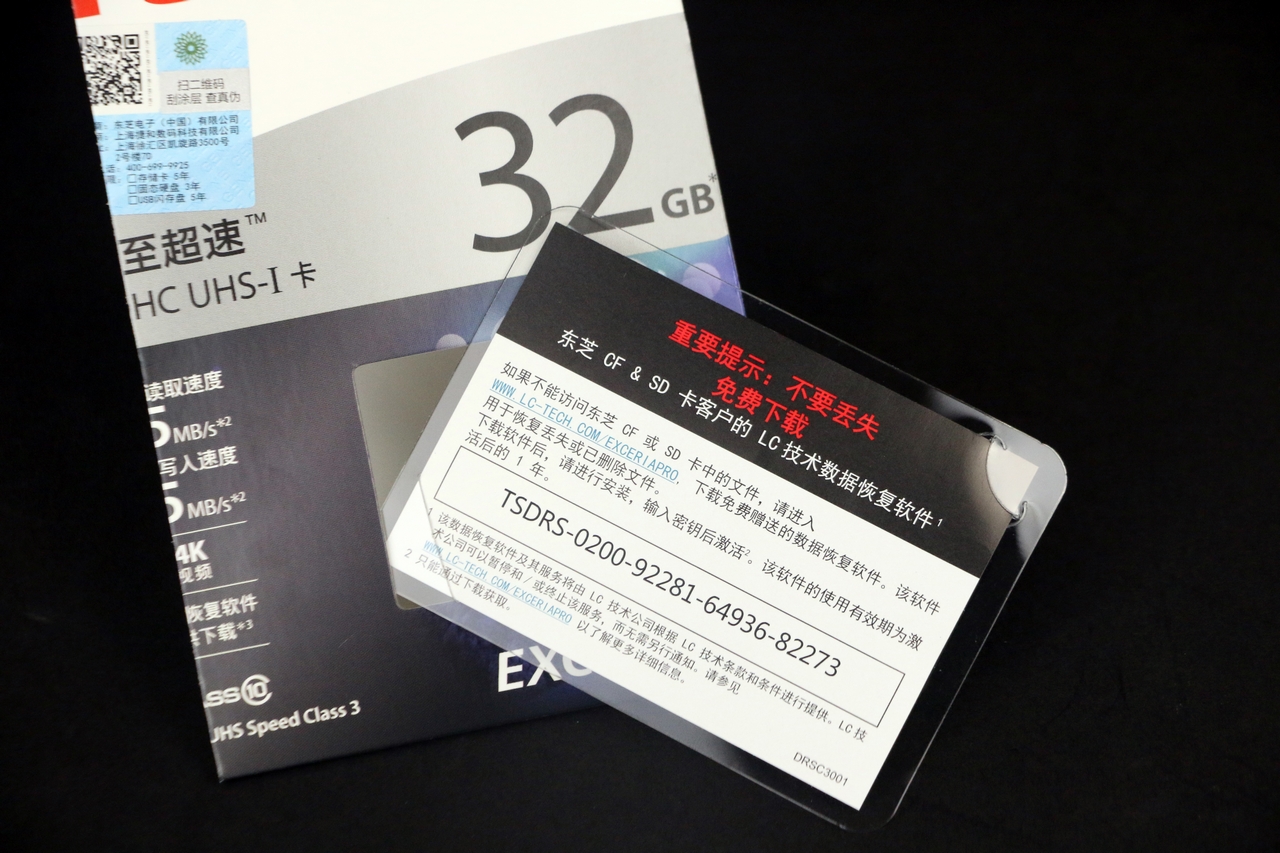 扫二维码
刮涂层 查真伪
东芝电子(中国)有限公司
上海捷和数码科技有限公司
上海徐汇区凯旋路3500号
2号楼7D
400-699-9925
□存储卡 5年
□固态硬盘 3年
□USB闪存盘 5年
32GB*
至超速™
HC UHS-I 卡
读取速度
5MB/s*2
写入速度
5MB/s*2
4K
视频
恢复软件
下载*3
ASS⑩
UHS Speed Class 3
EXC
重要提示:不要丢失
免费下载
东芝 CF & SD 卡客户的 LC 技术数据恢复软件1
如果不能访问东芝 CF 或 SD 卡中的文件,请进入
WWW.LC-TECH.COM/EXCERIAPRO,下载免费赠送的数据恢复软件。该软件
用于恢复丢失或已删除文件。
下载软件后,请进行安装,输入密钥后激活2。该软件的使用有效期为激
活后的 1 年。
TSDRS-0200-92281-64936-82273
1 该数据恢复软件及其服务将由 LC 技术公司根据 LC 技术条款和条件进行提供。LC 技
术公司可以暂停和/或终止该服务,而无需另行通知。请参见
WWW.LC-TECH.COM/EXCERIAPRO 以了解更多详细信息。
2 只能通过下载获取。
DRSC3001